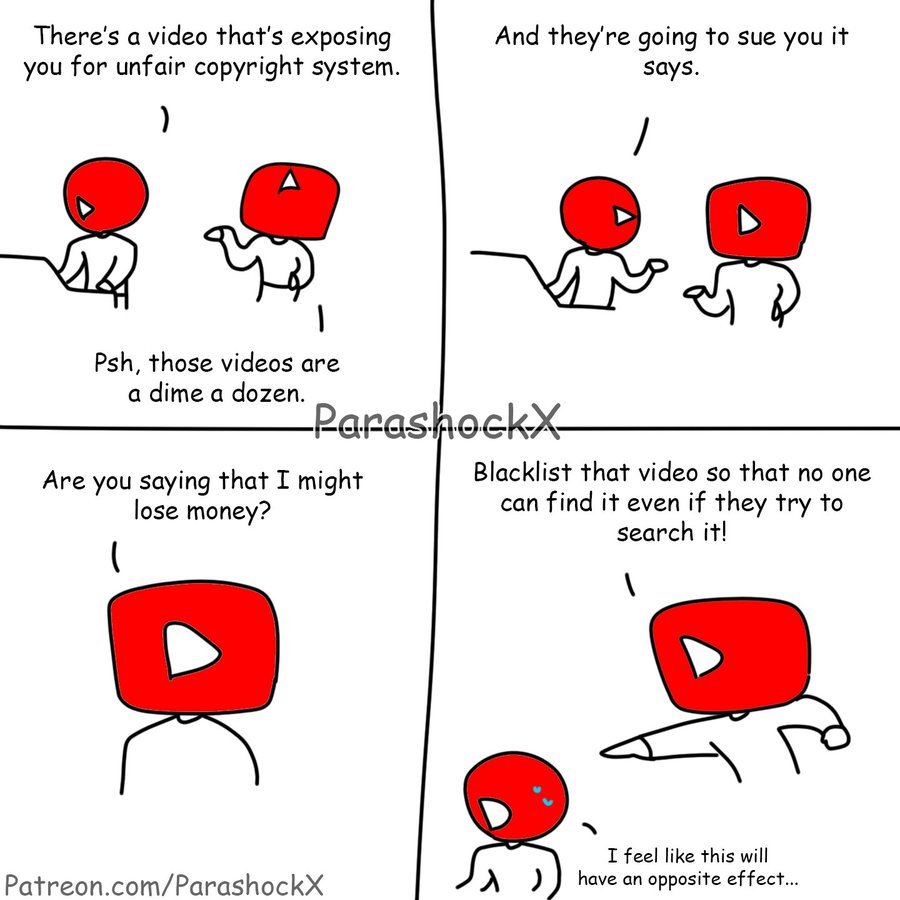 There's a video that's exposing
you for unfair copyright system.
Psh, those videos are
a dime a dozen.
And they're going to sue you it
says.
ParashockX
Are you saying that I might
lose money?
Blacklist that video so that no one
can find it even if they try to
search it!
I feel like this will
have an opposite effect...
Patreon.com/ParashockX